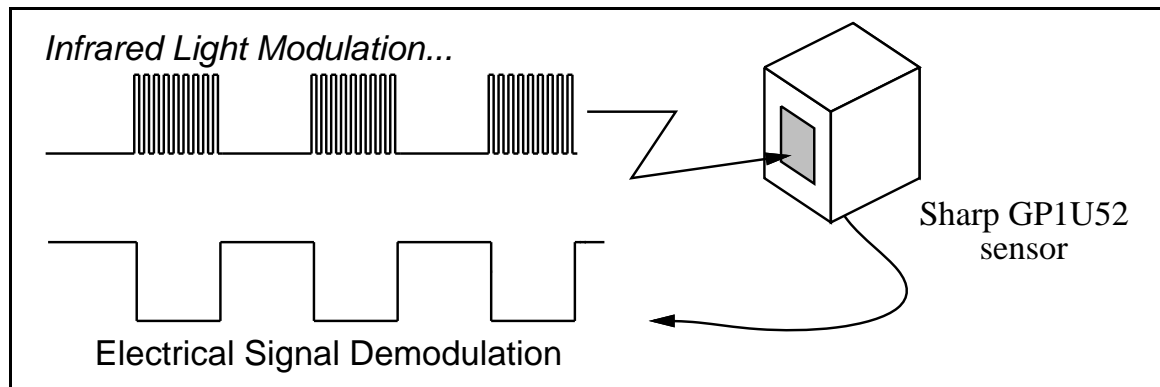 Infrared Light Modulation...
Sharp GP1U52
sensor
Electrical Signal Demodulation